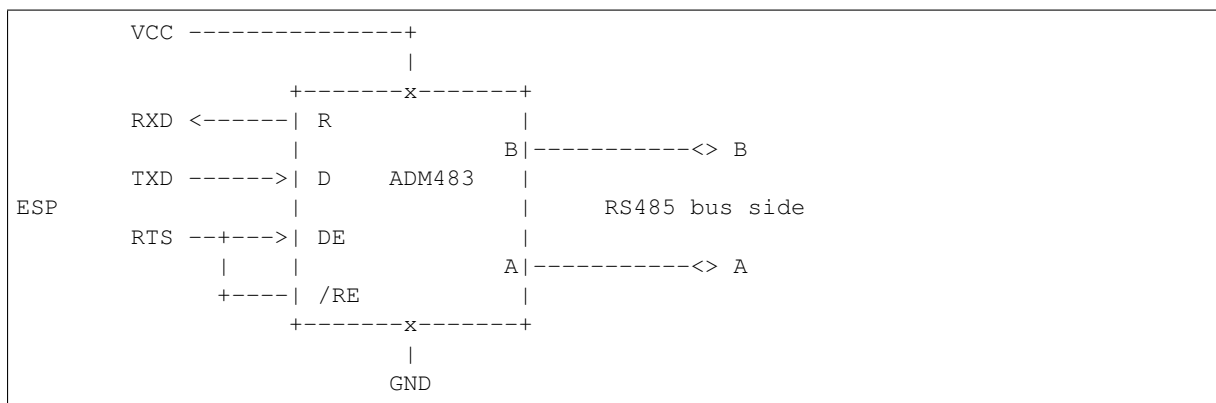 VCC ---------------+
|
+-------x-------+
RXD <------| R |
| B|-----------<> B
TXD ------>| D ADM483 |
ESP | | RS485 bus side
RTS --+--->| DE |
| | A|-----------<> A
+----| /RE |
+-------x-------+
|
GND